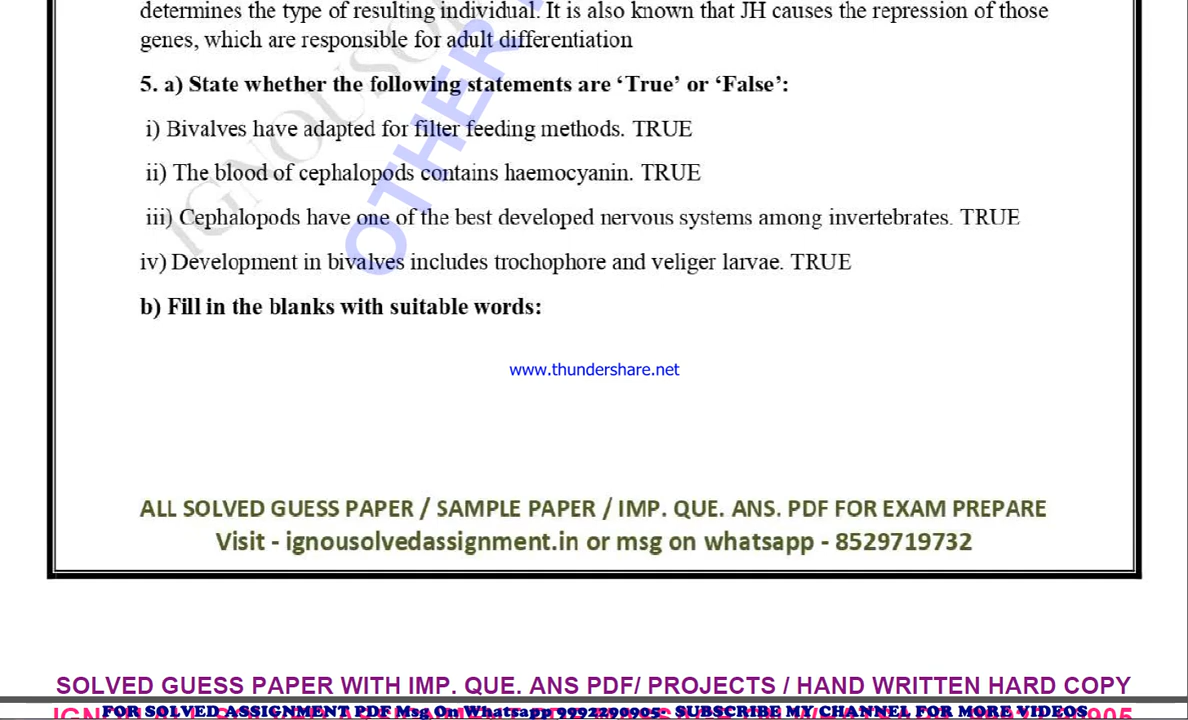 determines the type of resulting individual. It is also known that JH causes the repression of those
genes, which are responsible for adult differentiation
5. a) State whether the following statements are ‘True’ or ‘False’:
i) Bivalves have adapted for filter feeding methods. TRUE
ii) The blood of cephalopods contains haemocyanin. TRUE
iii) Cephalopods have one of the best developed nervous systems among invertebrates. TRUE
iv) Development in bivalves includes trochophore and veliger larvae. TRUE
b) Fill in the blanks with suitable words:
IGNOUSO
OTHER
www.thundershare.net
ALL SOLVED GUESS PAPER / SAMPLE PAPER / IMP. QUE. ANS. PDF FOR EXAM PREPARE
Visit - ignousolvedassignment.in or msg on whatsapp - 8529719732
SOLVED GUESS PAPER WITH IMP. QUE. ANS PDF/ PROJECTS / HAND WRITTEN HARD COPY
FOR SOLVED ASSIGNMENT PDF Msg On Whatsapp 9992290905- SUBSCRIBE MY CHANNEL FOR MORE VIDEOS